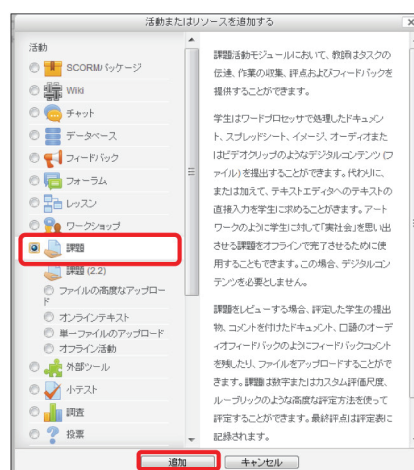 活動またはリソースを追加する
活動
SCORMパッケージ
Wiki
チャット
データベース
フィードバック
フォーラム
レッスン
ワークショップ
課題
課題 (2.2)
ファイルの高度なアップロー
ド
オンラインテキスト
単一ファイルのアップロード
オフライン活動
外部ツール
小テスト
調査
投票
課題活動モジュールにおいて、教師はタスクの
伝達、作業の収集、評点およびフィードバックを
提供することができます。
学生はワードプロセッサで処理したドキュメン
ト、スプレッドシート、イメージ、オーディオまた
はビデオクリップのようなデジタルコンテンツ (フ
ァイル) を提出することができます。代わりに、
または加えて、テキストエディタへのテキストの
直接入力を学生に求めることができます。アート
ワークのように学生に対して「実社会」を思い出
させる課題をオフラインで完了させるために使
用することもできます。この場合、デジタルコン
テンツを必要としません。
課題をレビューする場合、評定した学生の提出
物、コメントを付けたドキュメント、口語のオーデ
ィオフィードバックのようにフィードバックコメント
を残したり、ファイルをアップロードすることがで
きます。課題は数字またはカスタム評価尺度、
ルーブリックのような高度な評定方法を使って
評定することができます。最終評点は評定表に
記録されます。
追加
キャンセル